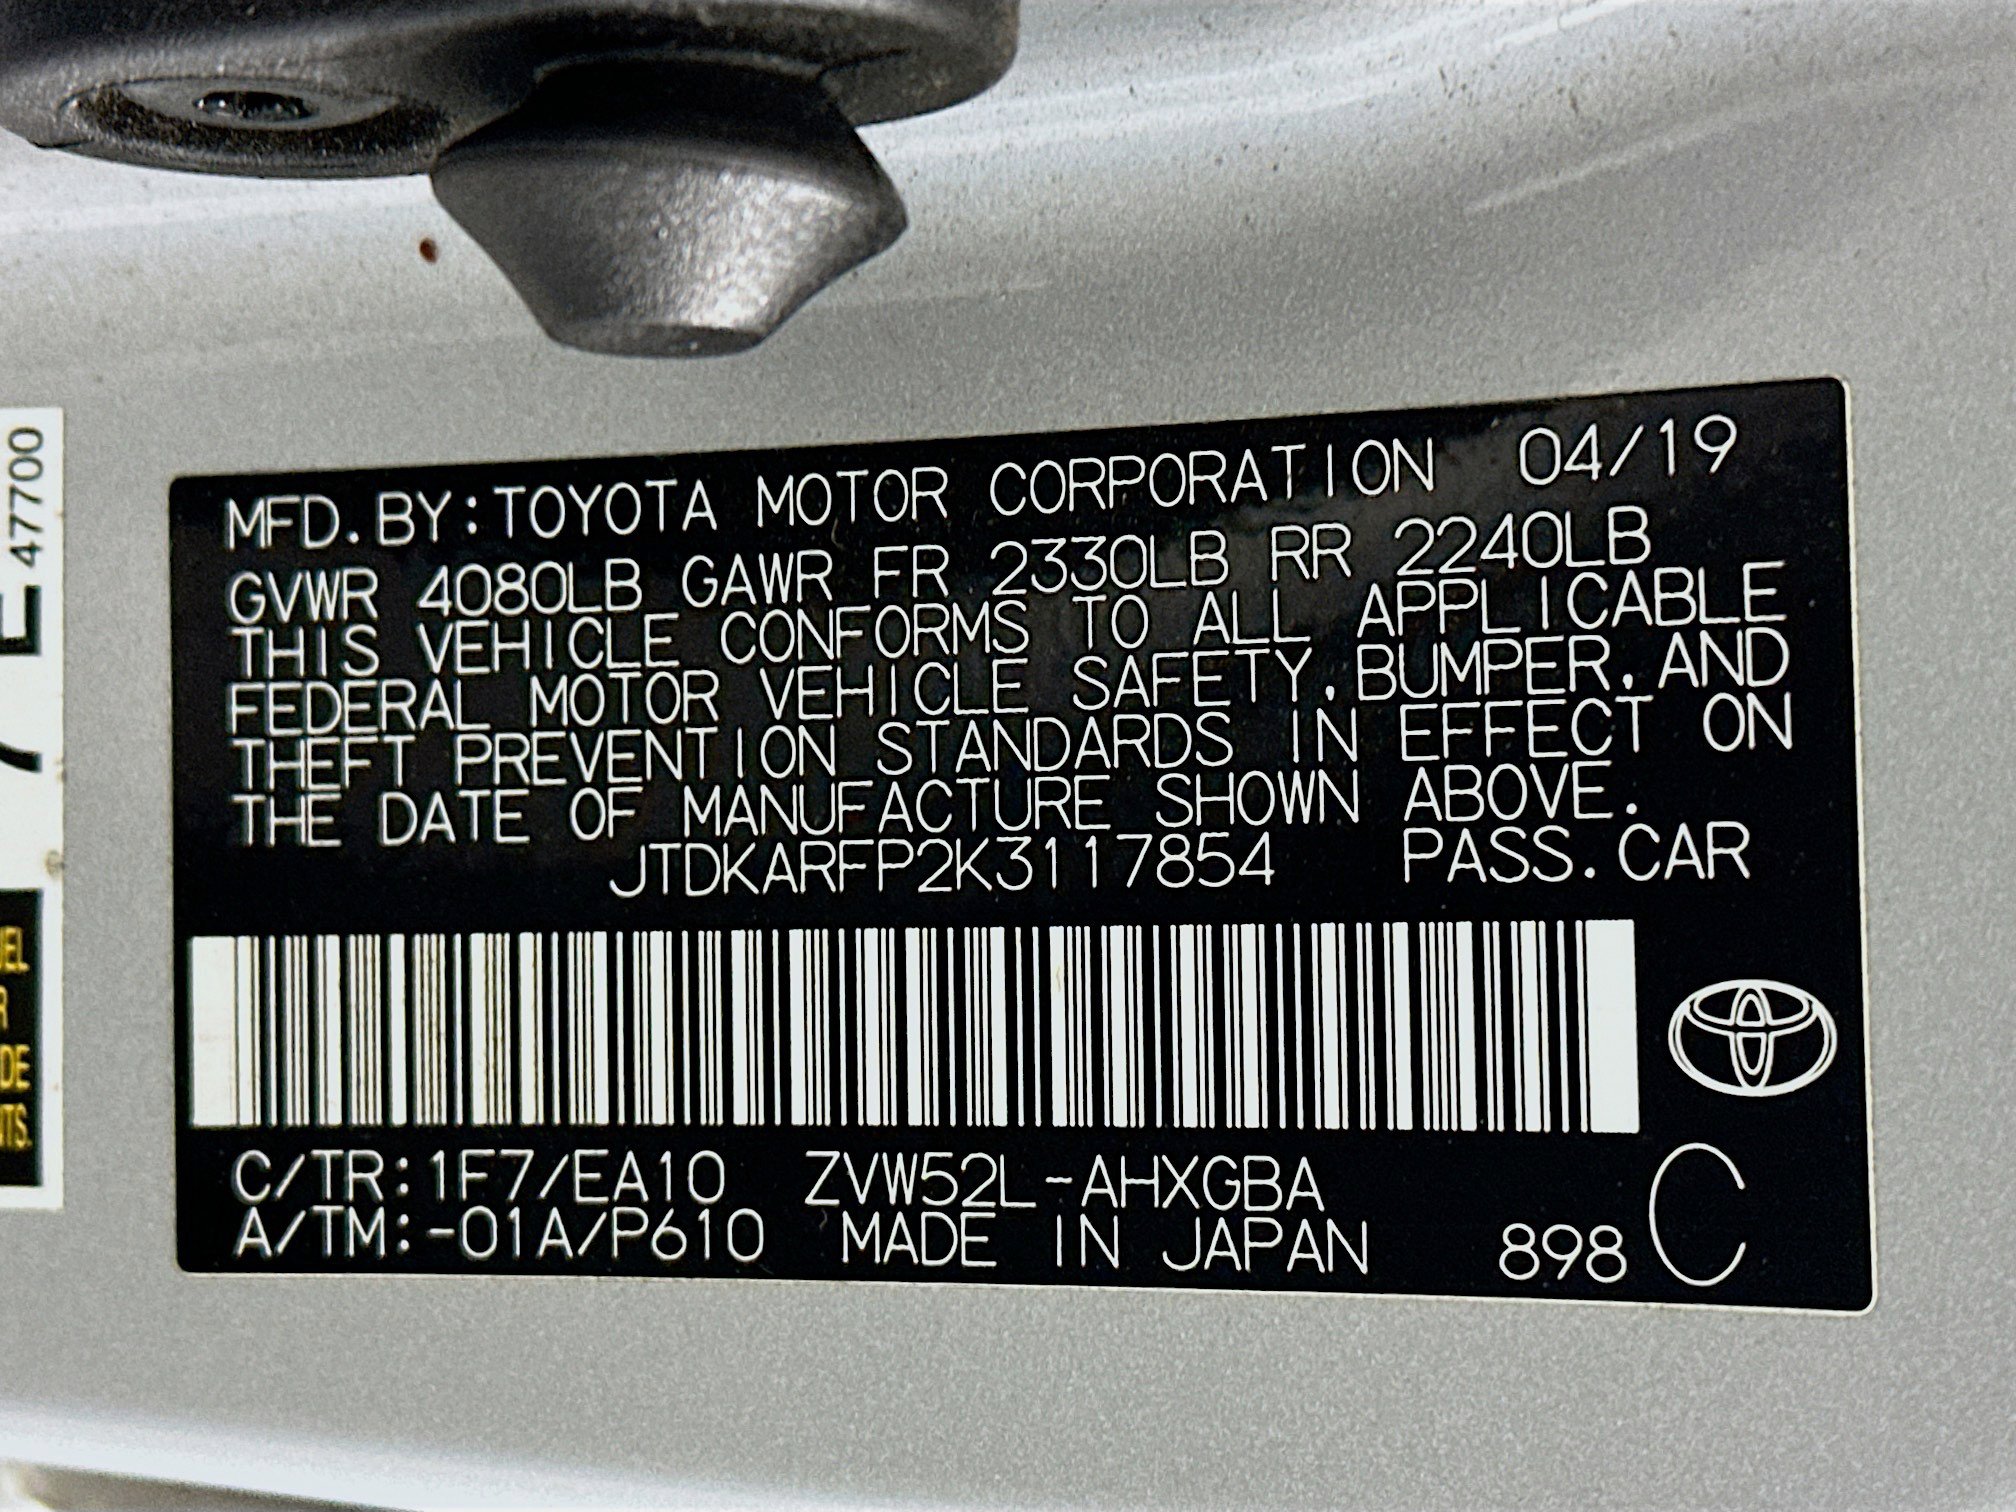 MFD. BY: TOYOTA MOTOR CORPORATION 04/19
GVWR 4080LB GAWR FR 2330LB RR 2240LB
THIS VEHICLE CONFORMS TO ALL APPLICABLE
FEDERAL MOTOR VEHICLE SAFETY, BUMPER, AND
THEFT PREVENTION STANDARDS IN EFFECT ON
THE DATE OF MANUFACTURE SHOWN ABOVE.
JTDKARFP2K3117854 PASS. CAR
C/TR: 1F7/EA10 ZVW52L-AHXGBA
A/TM: -01A/P610 MADE IN JAPAN 898 C
47700